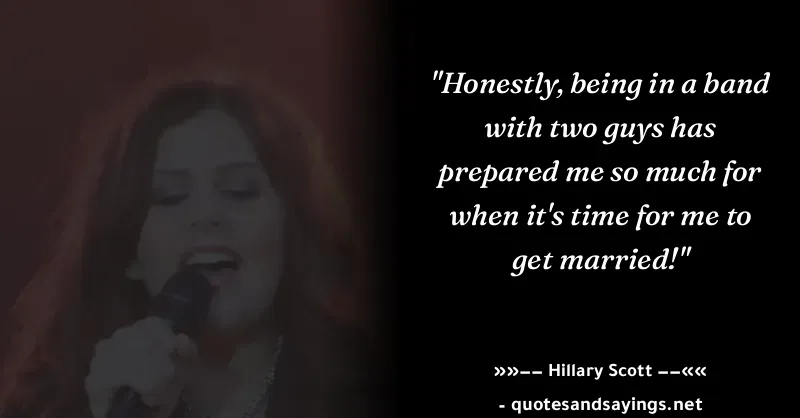 "Honestly, being in a band
with two guys has
prepared me so much for
when it's time for me to
get married!"
»»−− Hillary Scott −−««
- quotesandsayings.net